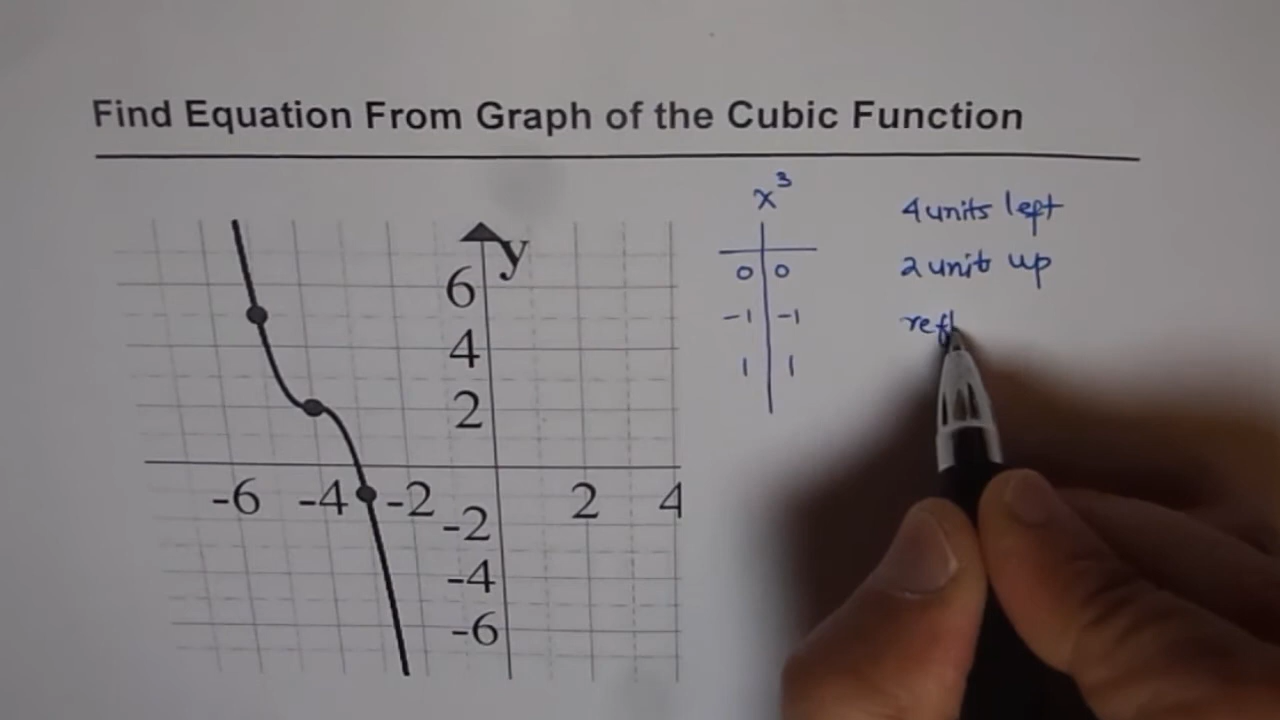 Find Equation From Graph of the Cubic Function
x³
4 units left
2 unit up
refl
0 0
-1 -1
1 1
y
6
4
2
-6 -4 -2 2 4
-2
-4
-6